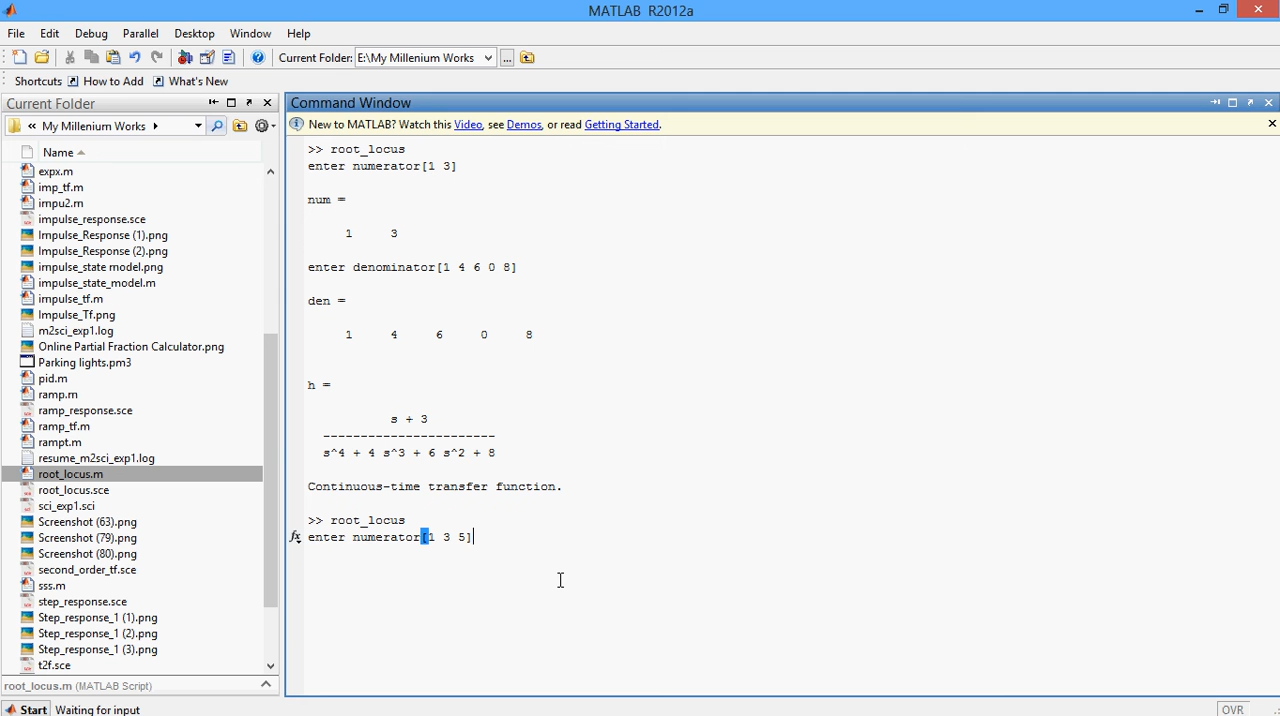 MATLAB R2012a
File Edit Debug Parallel Desktop Window Help
Current Folder: E:\My Millenium Works ...
Shortcuts How to Add What's New
Current Folder
« My Millenium Works
Name
expx.m
imp_tf.m
impu2.m
impulse_response.sce
Impulse_Response (1).png
Impulse_Response (2).png
impulse_state model.png
impulse_state_model.m
impulse_tf.m
Impulse_Tf.png
m2sci_exp1.log
Online Partial Fraction Calculator.png
Parking lights.pm3
pid.m
ramp.m
ramp_response.sce
ramp_tf.m
rampt.m
resume_m2sci_exp1.log
root_locus.m
root_locus.sce
sci_exp1.sci
Screenshot (63).png
Screenshot (79).png
Screenshot (80).png
second_order_tf.sce
sss.m
step_response.sce
Step_response_1 (1).png
Step_response_1 (2).png
Step_response_1 (3).png
t2f.sce
root_locus.m (MATLAB Script)
Command Window
New to MATLAB? Watch this Video, see Demos, or read Getting Started.
>> root_locus
enter numerator[1 3]
num =
1 3
enter denominator[1 4 6 0 8]
den =
1 4 6 0 8
h =
s + 3
-----------------------
s^4 + 4 s^3 + 6 s^2 + 8
Continuous-time transfer function.
>> root_locus
fx enter numerator[1 3 5]
Start Waiting for input OVR